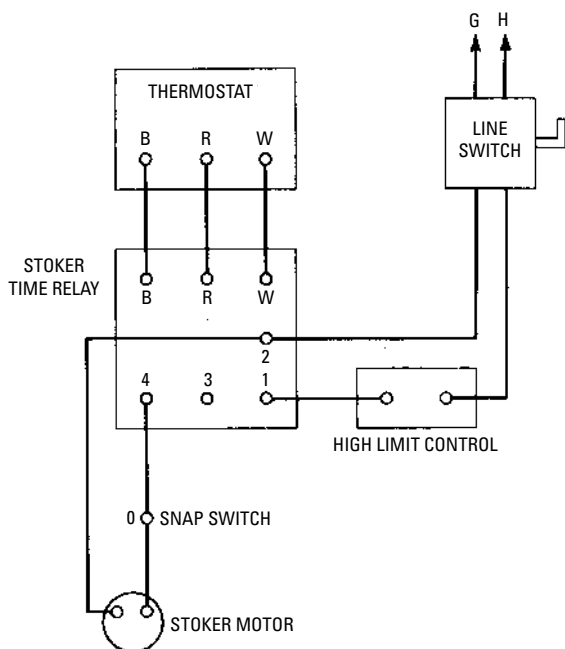 G H
THERMOSTAT
LINE
SWITCH
B R W
STOKER
TIME RELAY
B R W
2
4 3 1
HIGH LIMIT CONTROL
0 SNAP SWITCH
STOKER MOTOR